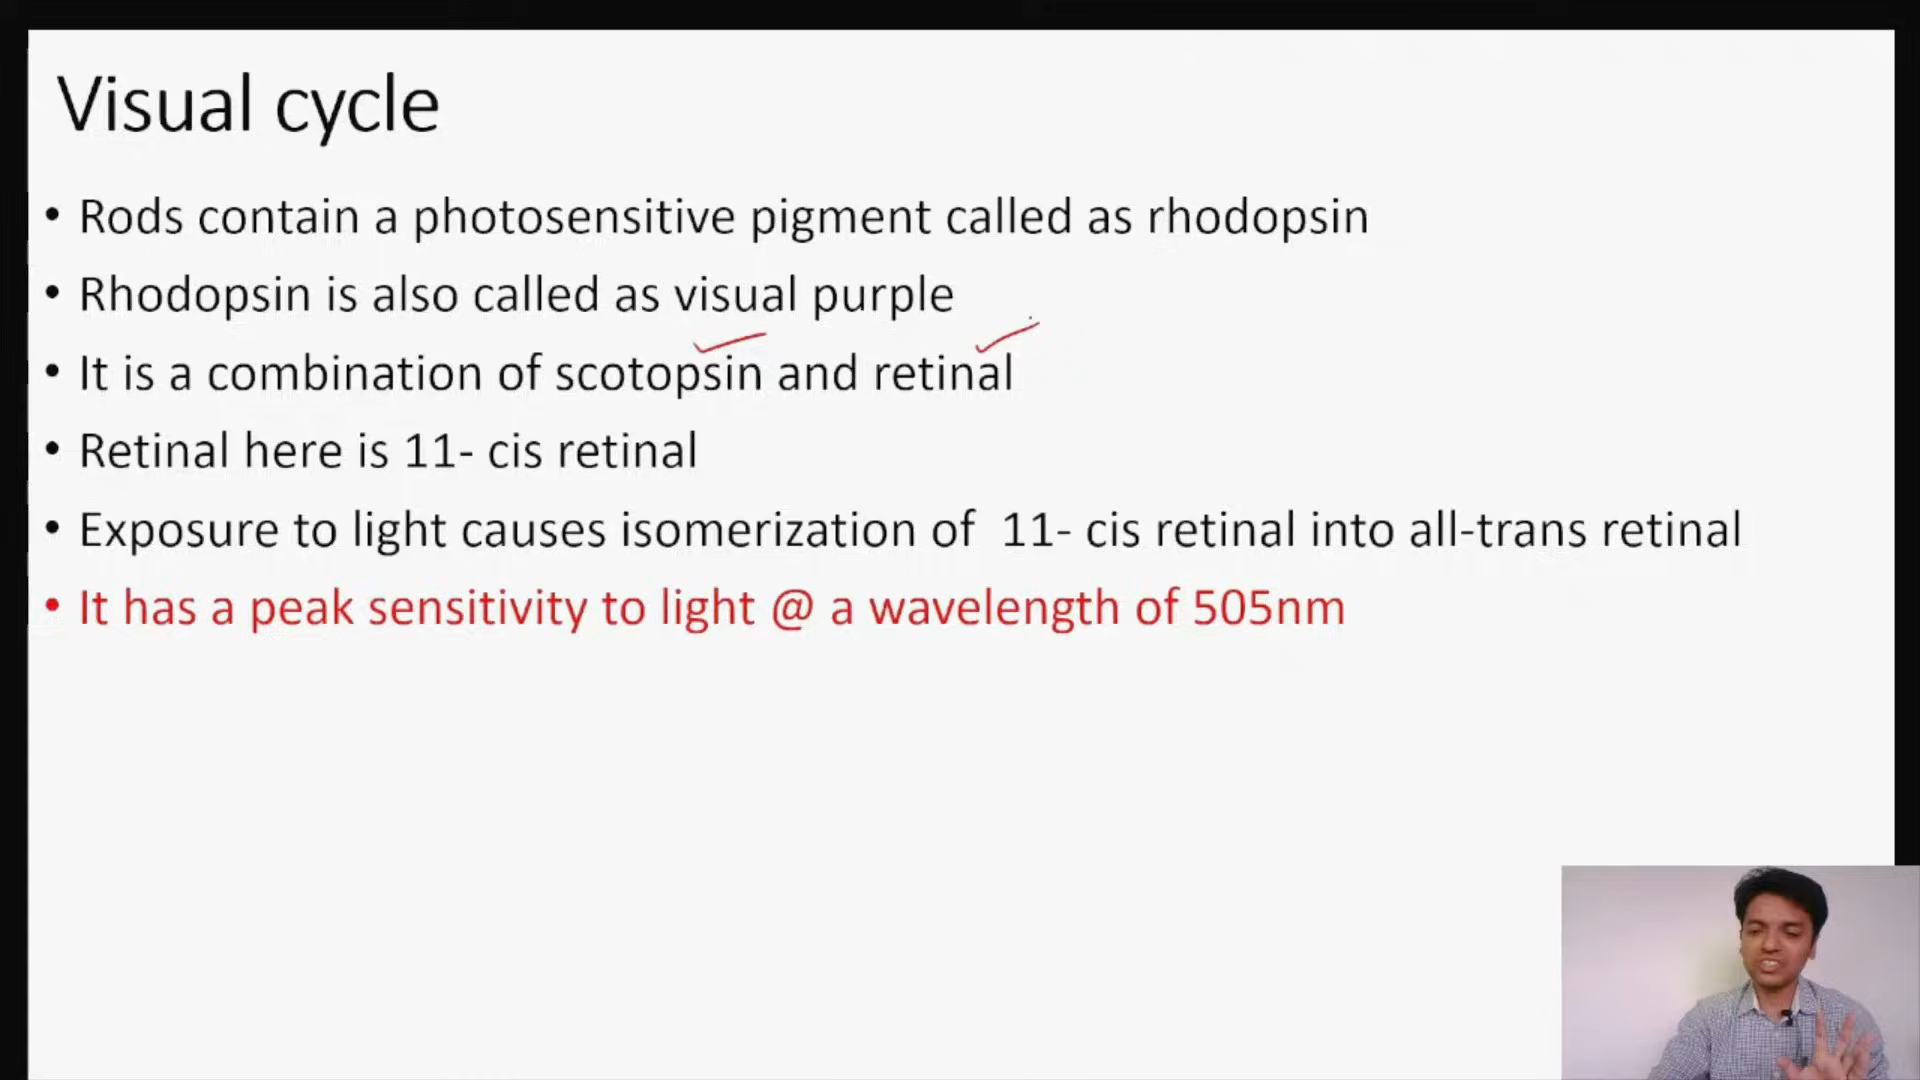 Visual cycle
• Rods contain a photosensitive pigment called as rhodopsin
• Rhodopsin is also called as visual purple
• It is a combination of scotopsin and retinal
• Retinal here is 11- cis retinal
• Exposure to light causes isomerization of  11- cis retinal into all-trans retinal
• It has a peak sensitivity to light @ a wavelength of 505nm